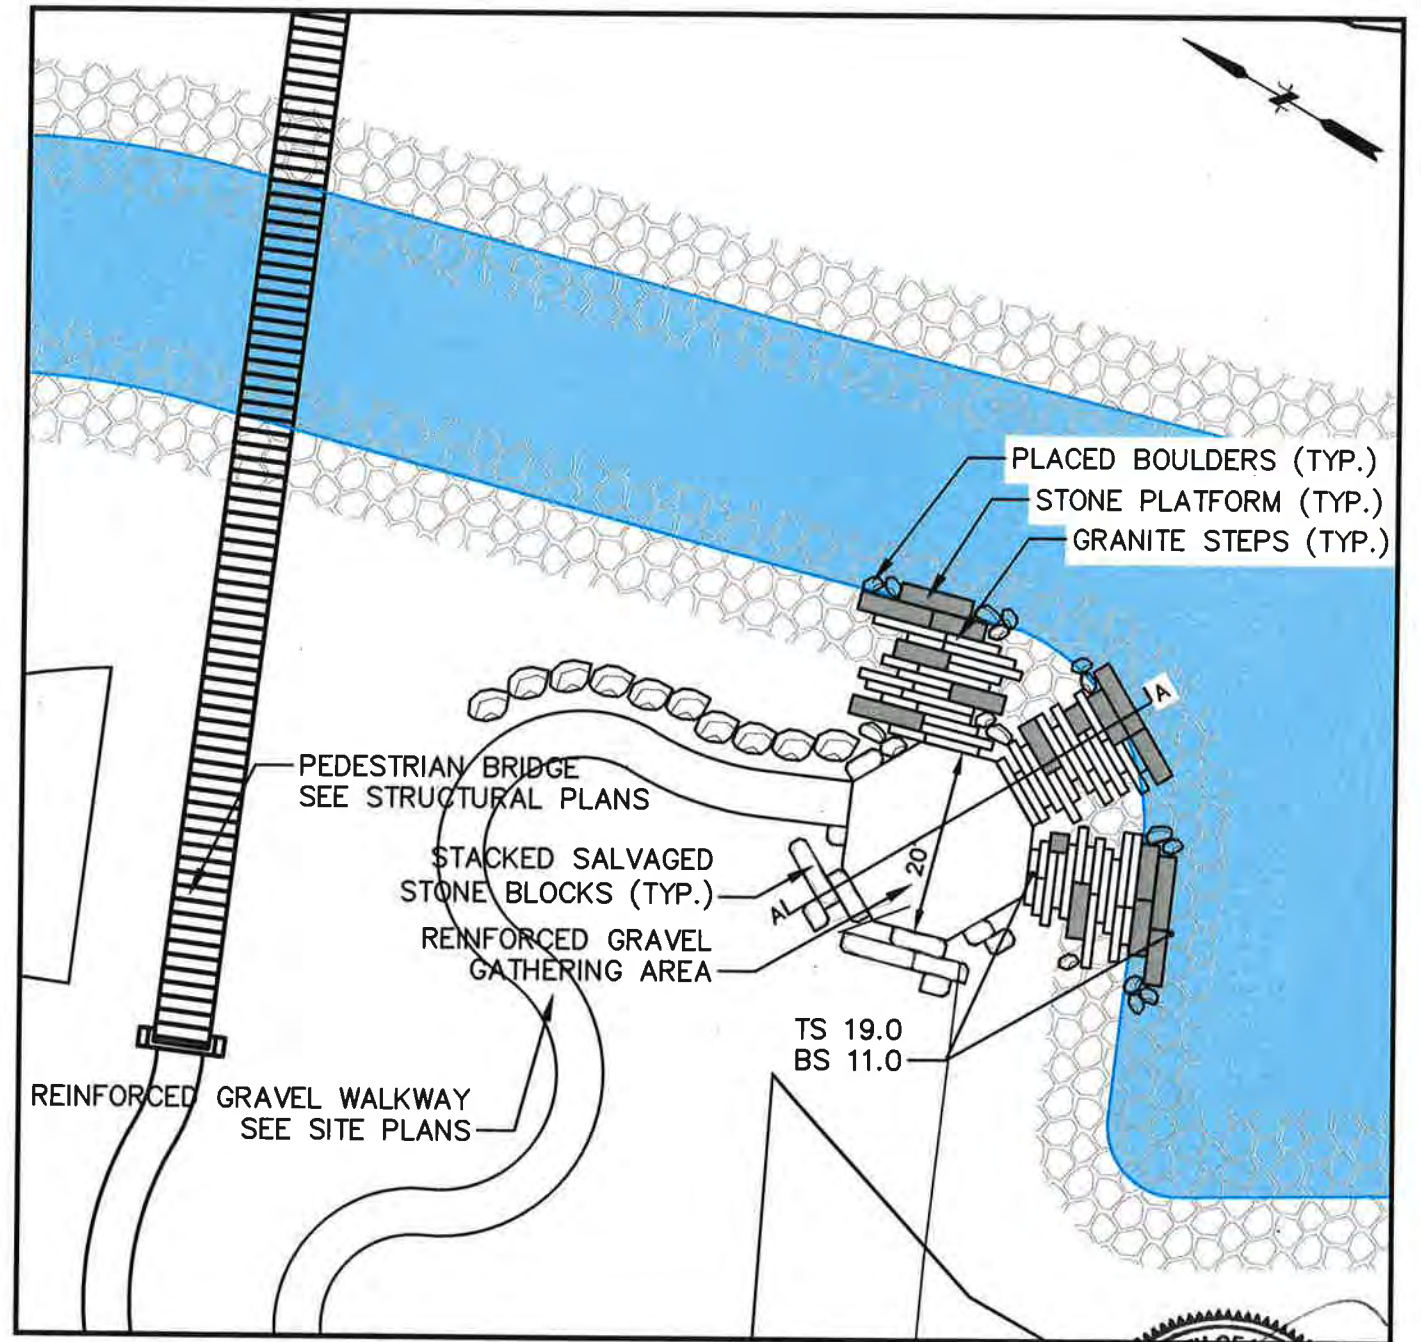 PLACED BOULDERS (TYP.)
STONE PLATFORM (TYP.)
GRANITE STEPS (TYP.)
A
PEDESTRIAN BRIDGE
SEE STRUCTURAL PLANS
STACKED SALVAGED
STONE BLOCKS (TYP.)
A
20'
REINFORCED GRAVEL
GATHERING AREA
TS 19.0
BS 11.0
REINFORCED GRAVEL WALKWAY
SEE SITE PLANS